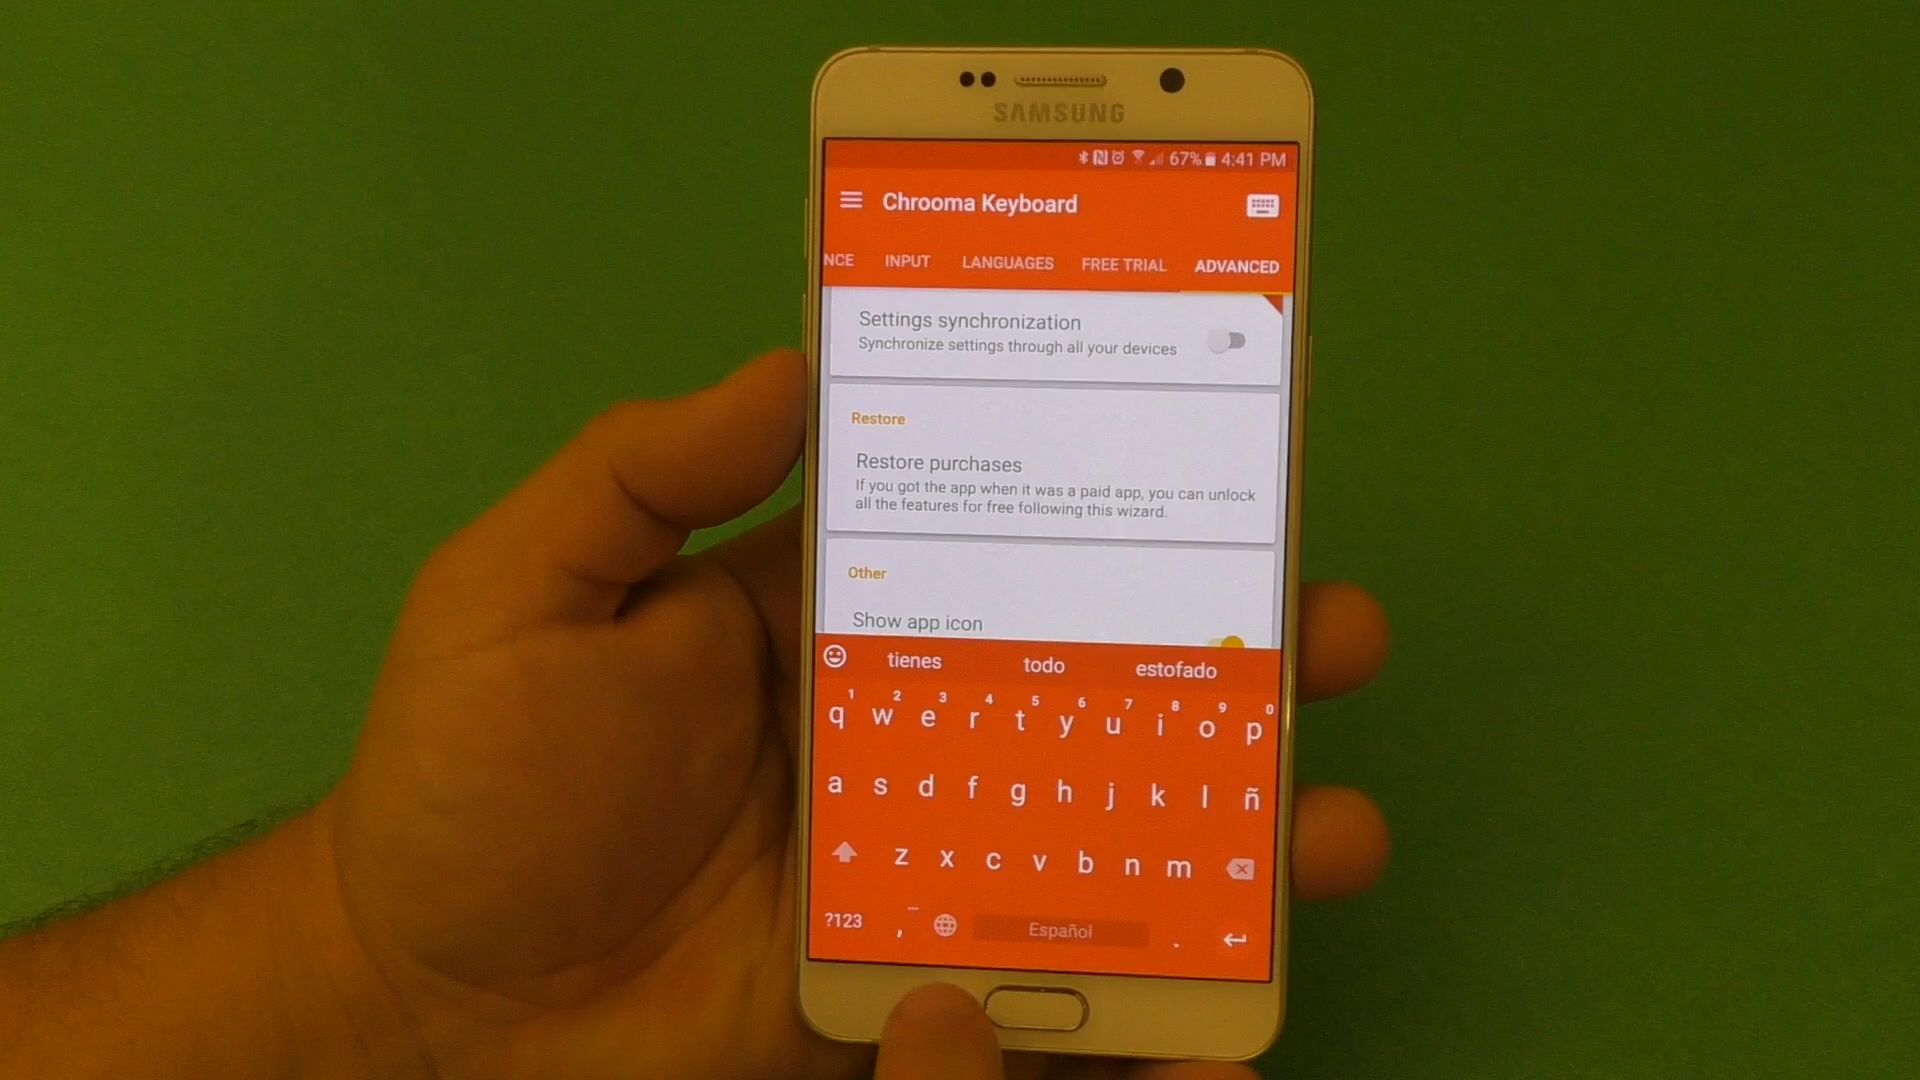 SAMSUNG
67% 4:41 PM
Chrooma Keyboard
NCE INPUT LANGUAGES FREE TRIAL ADVANCED
Settings synchronization
Synchronize settings through all your devices
Restore
Restore purchases
If you got the app when it was a paid app, you can unlock
all the features for free following this wizard.
Other
Show app icon
tienes todo estofado
1 2 3 4 5 6 7 8 9 0
q w e r t y u i o p
a s d f g h j k l ñ
z x c v b n m
?123 , Español .